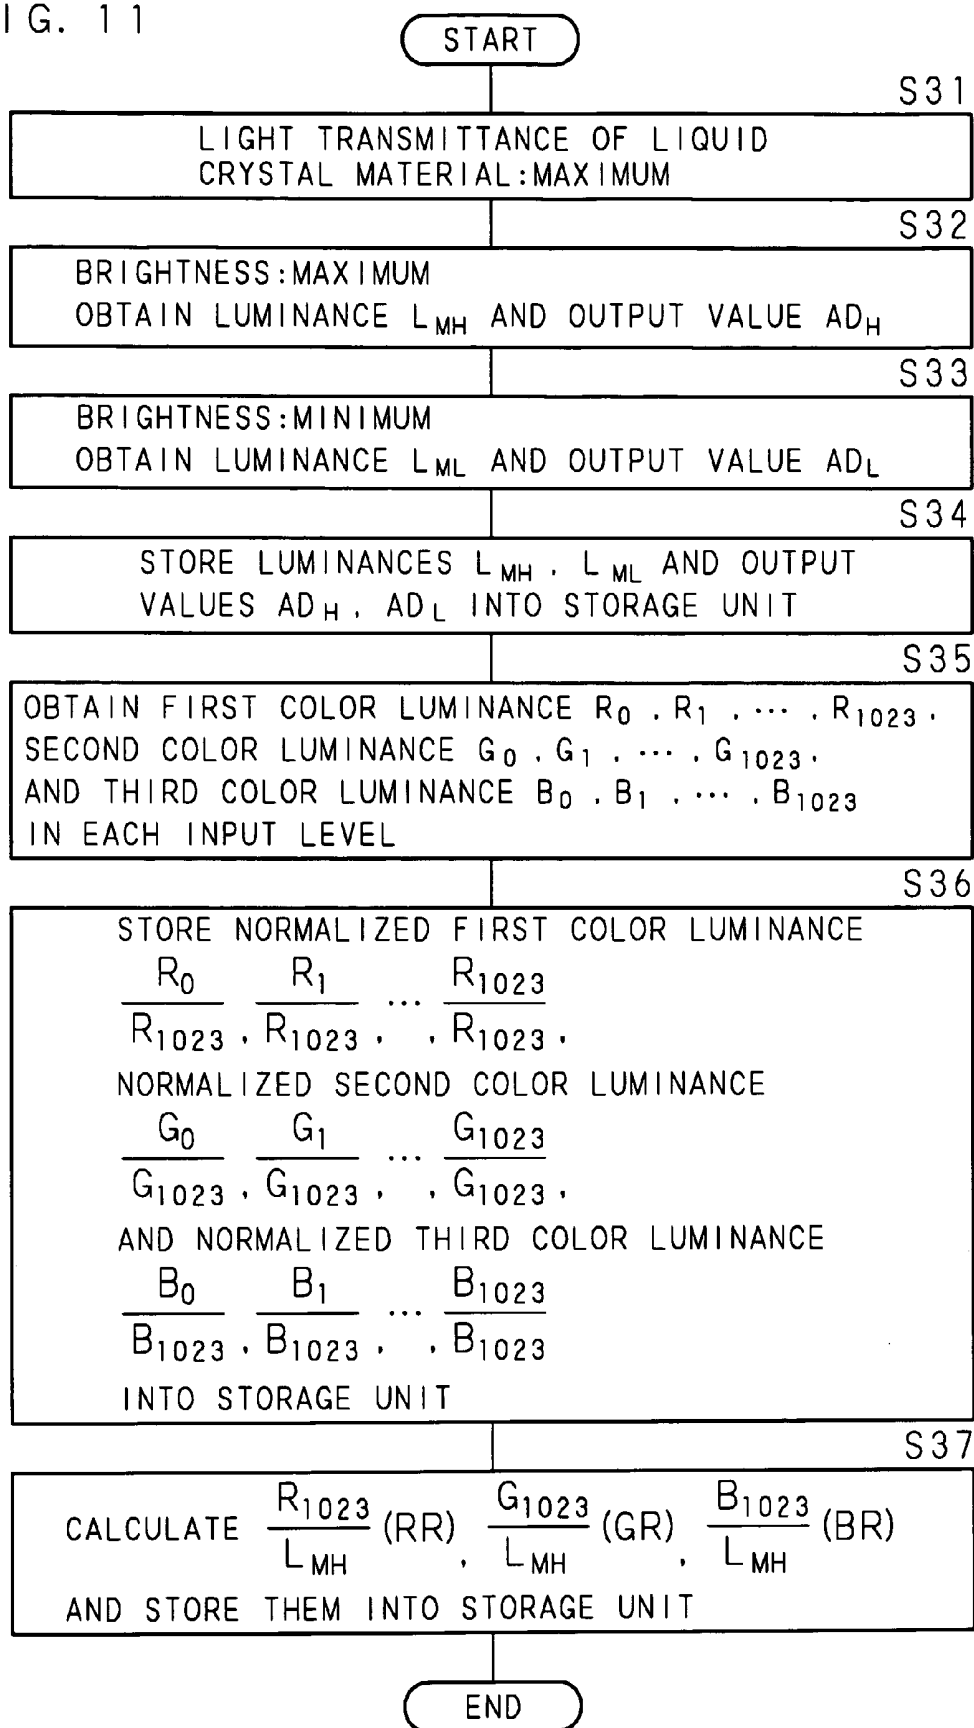 IG. 11
START
S31
LIGHT TRANSMITTANCE OF LIQUID
CRYSTAL MATERIAL:MAXIMUM
S32
BRIGHTNESS:MAXIMUM
OBTAIN LUMINANCE L_MH AND OUTPUT VALUE AD_H
S33
BRIGHTNESS:MINIMUM
OBTAIN LUMINANCE L_ML AND OUTPUT VALUE AD_L
S34
STORE LUMINANCES L_MH, L_ML AND OUTPUT
VALUES AD_H, AD_L INTO STORAGE UNIT
S35
OBTAIN FIRST COLOR LUMINANCE R_0, R_1, ···, R_1023,
SECOND COLOR LUMINANCE G_0, G_1, ···, G_1023,
AND THIRD COLOR LUMINANCE B_0, B_1, ···, B_1023
IN EACH INPUT LEVEL
S36
STORE NORMALIZED FIRST COLOR LUMINANCE
R_0/R_1023, R_1/R_1023, ···, R_1023/R_1023,
NORMALIZED SECOND COLOR LUMINANCE
G_0/G_1023, G_1/G_1023, ···, G_1023/G_1023,
AND NORMALIZED THIRD COLOR LUMINANCE
B_0/B_1023, B_1/B_1023, ···, B_1023/B_1023
INTO STORAGE UNIT
S37
CALCULATE R_1023/L_MH (RR), G_1023/L_MH (GR), B_1023/L_MH (BR)
AND STORE THEM INTO STORAGE UNIT
END